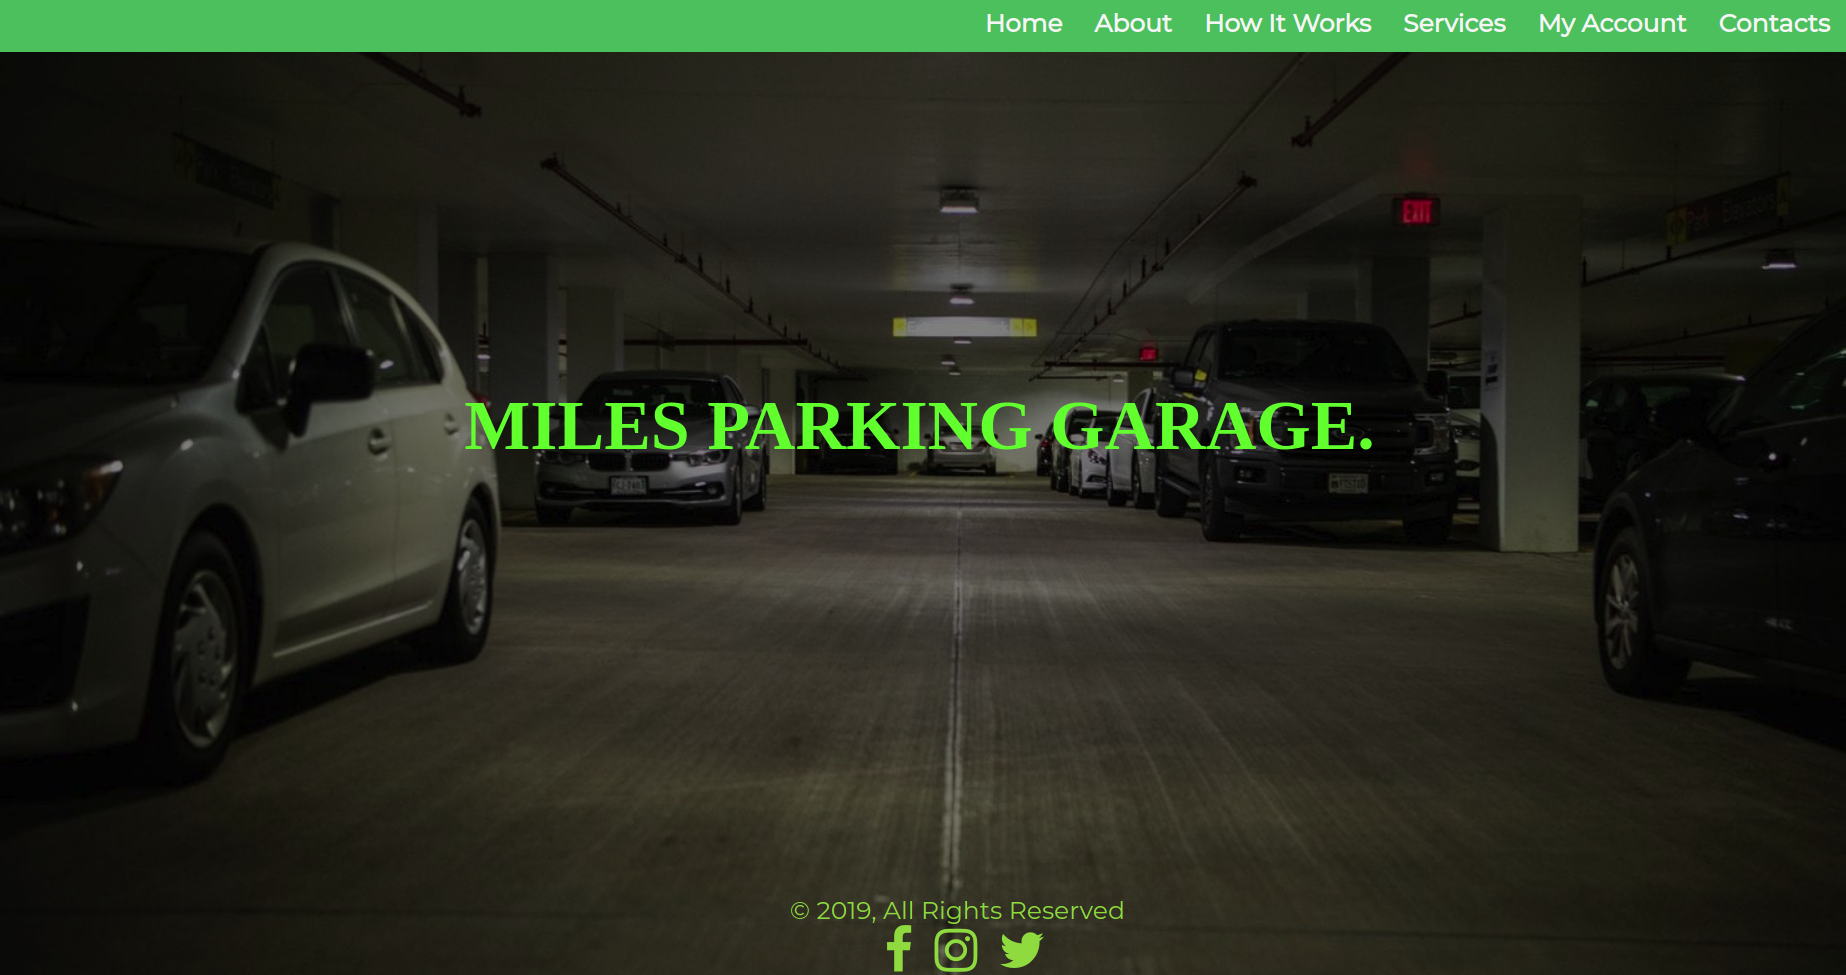 Home About How It Works Services My Account Contacts
EXIT
MILES PARKING GARAGE.
© 2019, All Rights Reserved